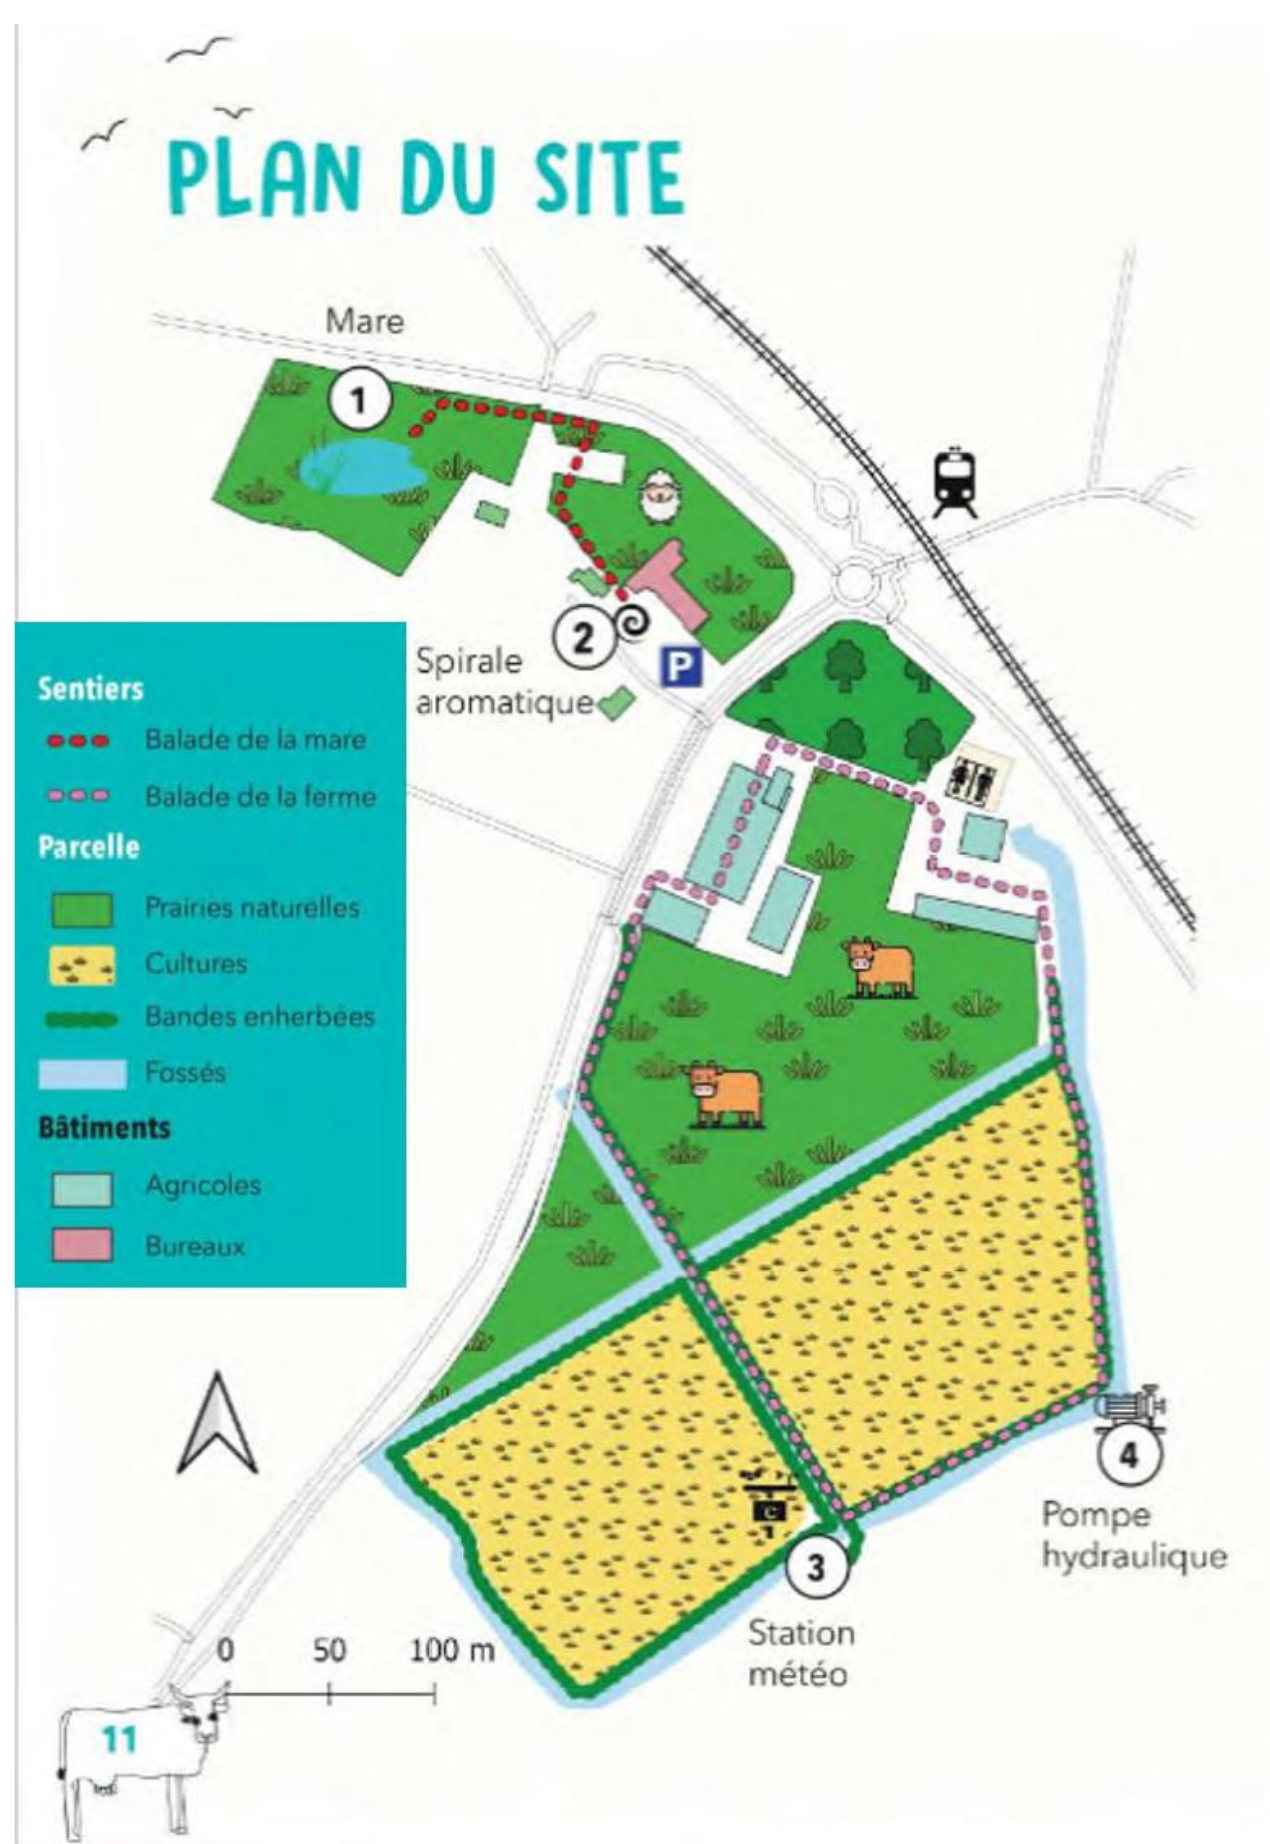 PLAN DU SITE
Mare
1
2
Spirale
aromatique
P
Sentiers
Balade de la mare
Balade de la ferme
Parcelle
Prairies naturelles
Cultures
Bandes enherbées
Fossés
Bâtiments
Agricoles
Bureaux
C
4
Pompe
hydraulique
3
Station
météo
0 50 100 m
11